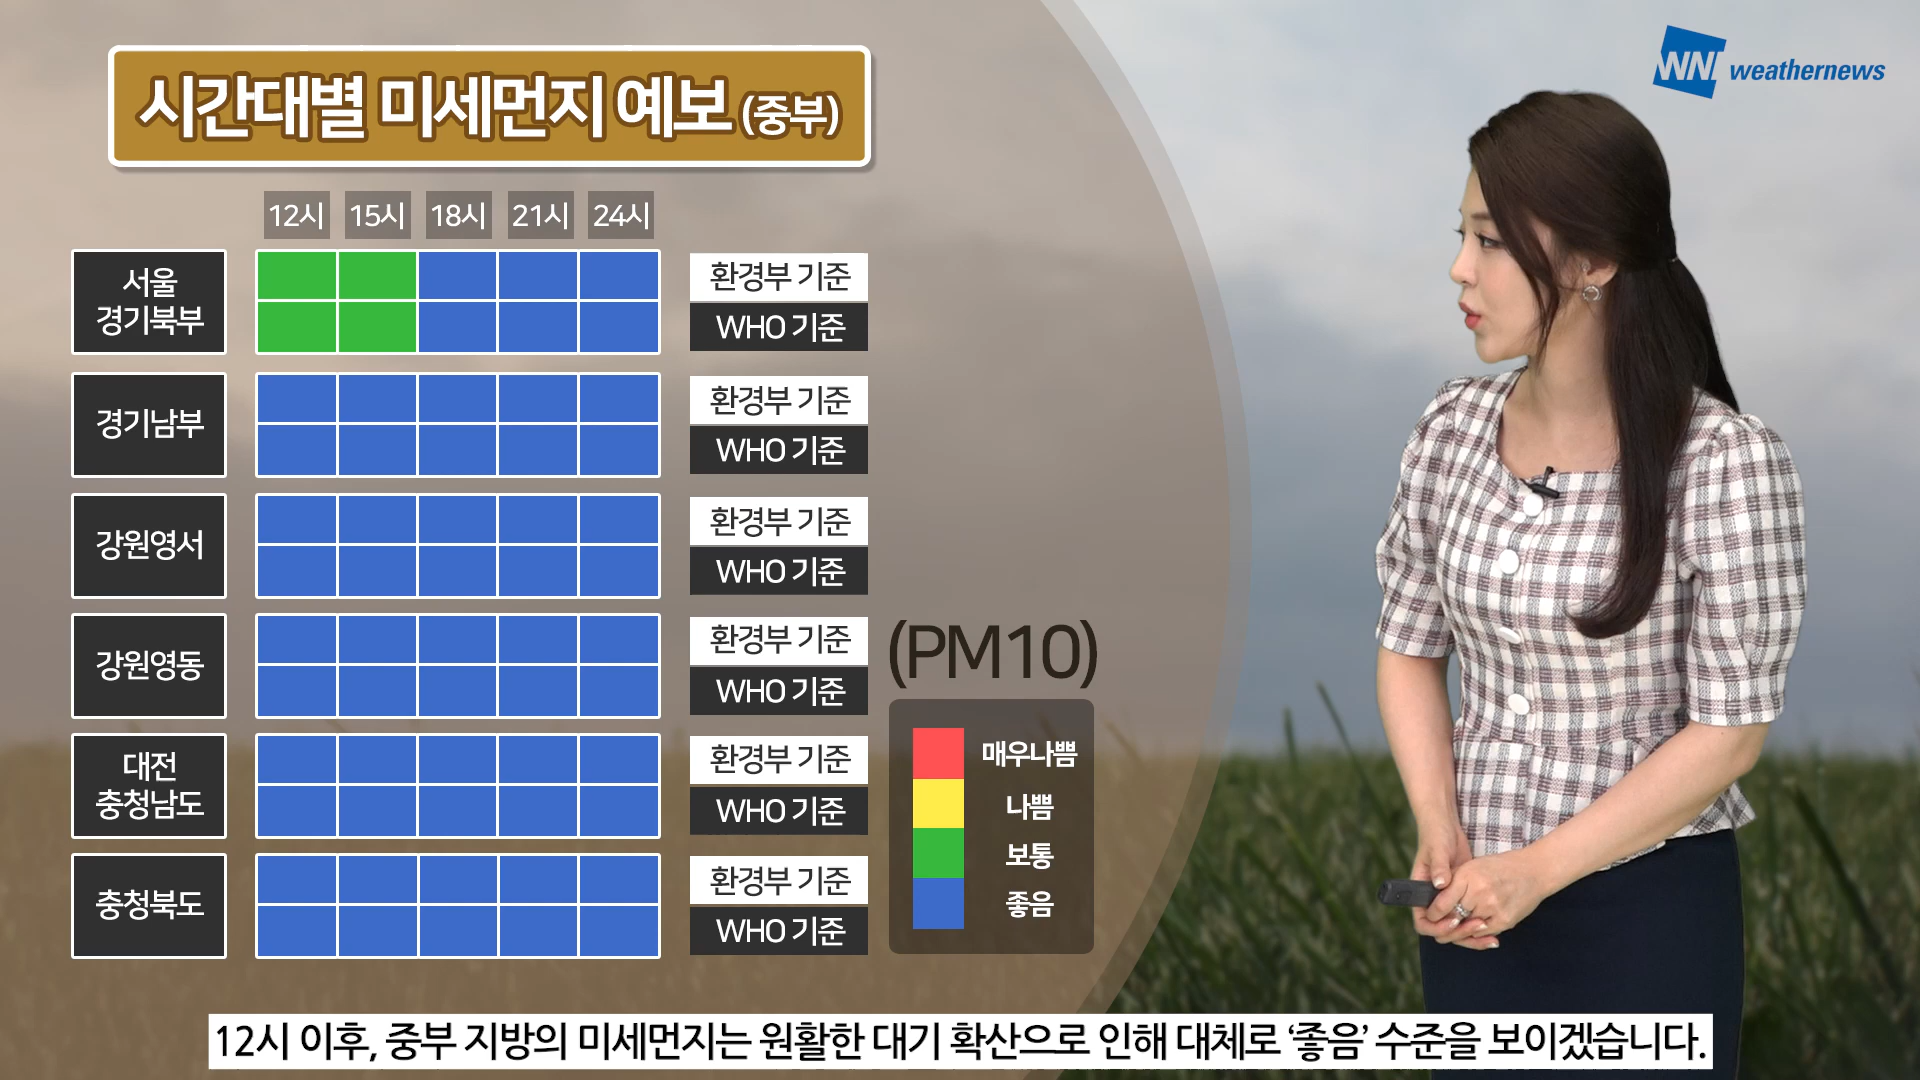 시간대별 미세먼지 예보 (중부)
WNI weathernews
12시 15시 18시 21시 24시
서울
경기북부
환경부 기준
WHO 기준
경기남부
환경부 기준
WHO 기준
강원영서
환경부 기준
WHO 기준
강원영동
환경부 기준
WHO 기준
대전
충청남도
환경부 기준
WHO 기준
충청북도
환경부 기준
WHO 기준
(PM10)
매우나쁨
나쁨
보통
좋음
12시 이후, 중부 지방의 미세먼지는 원활한 대기 확산으로 인해 대체로 ‘좋음’ 수준을 보이겠습니다.